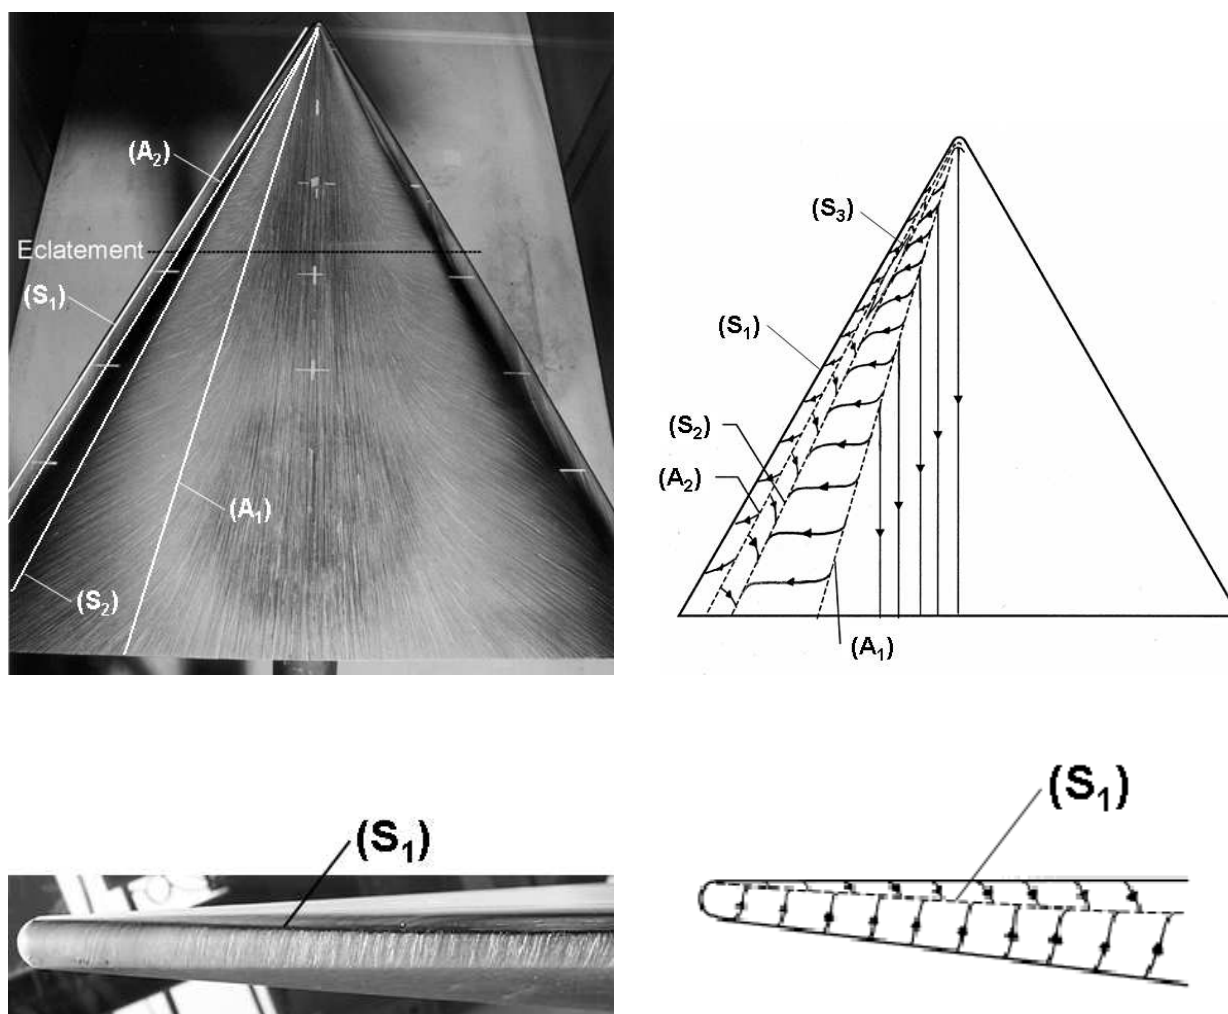 (A2)
Eclatement
(S1)
(A1)
(S2)
(S3)
(S1)
(S2)
(A2)
(A1)
(S1)
(S1)